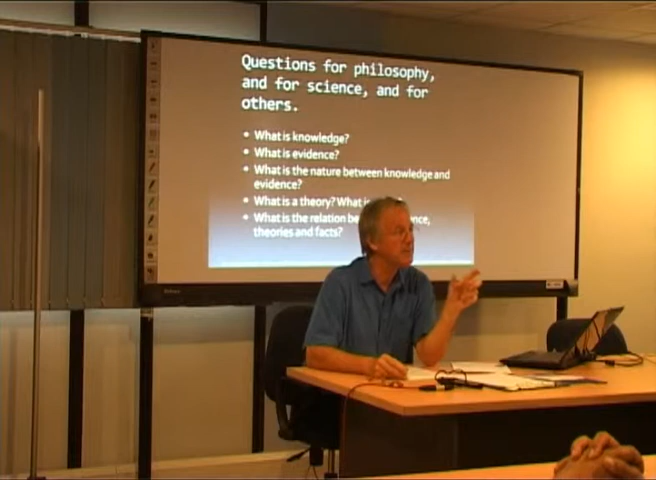 Questions for philosophy,
and for science, and for
others.
• What is knowledge?
• What is evidence?
• What is the nature between knowledge and
evidence?
• What is a theory? What is
• What is the relation
theories and facts?